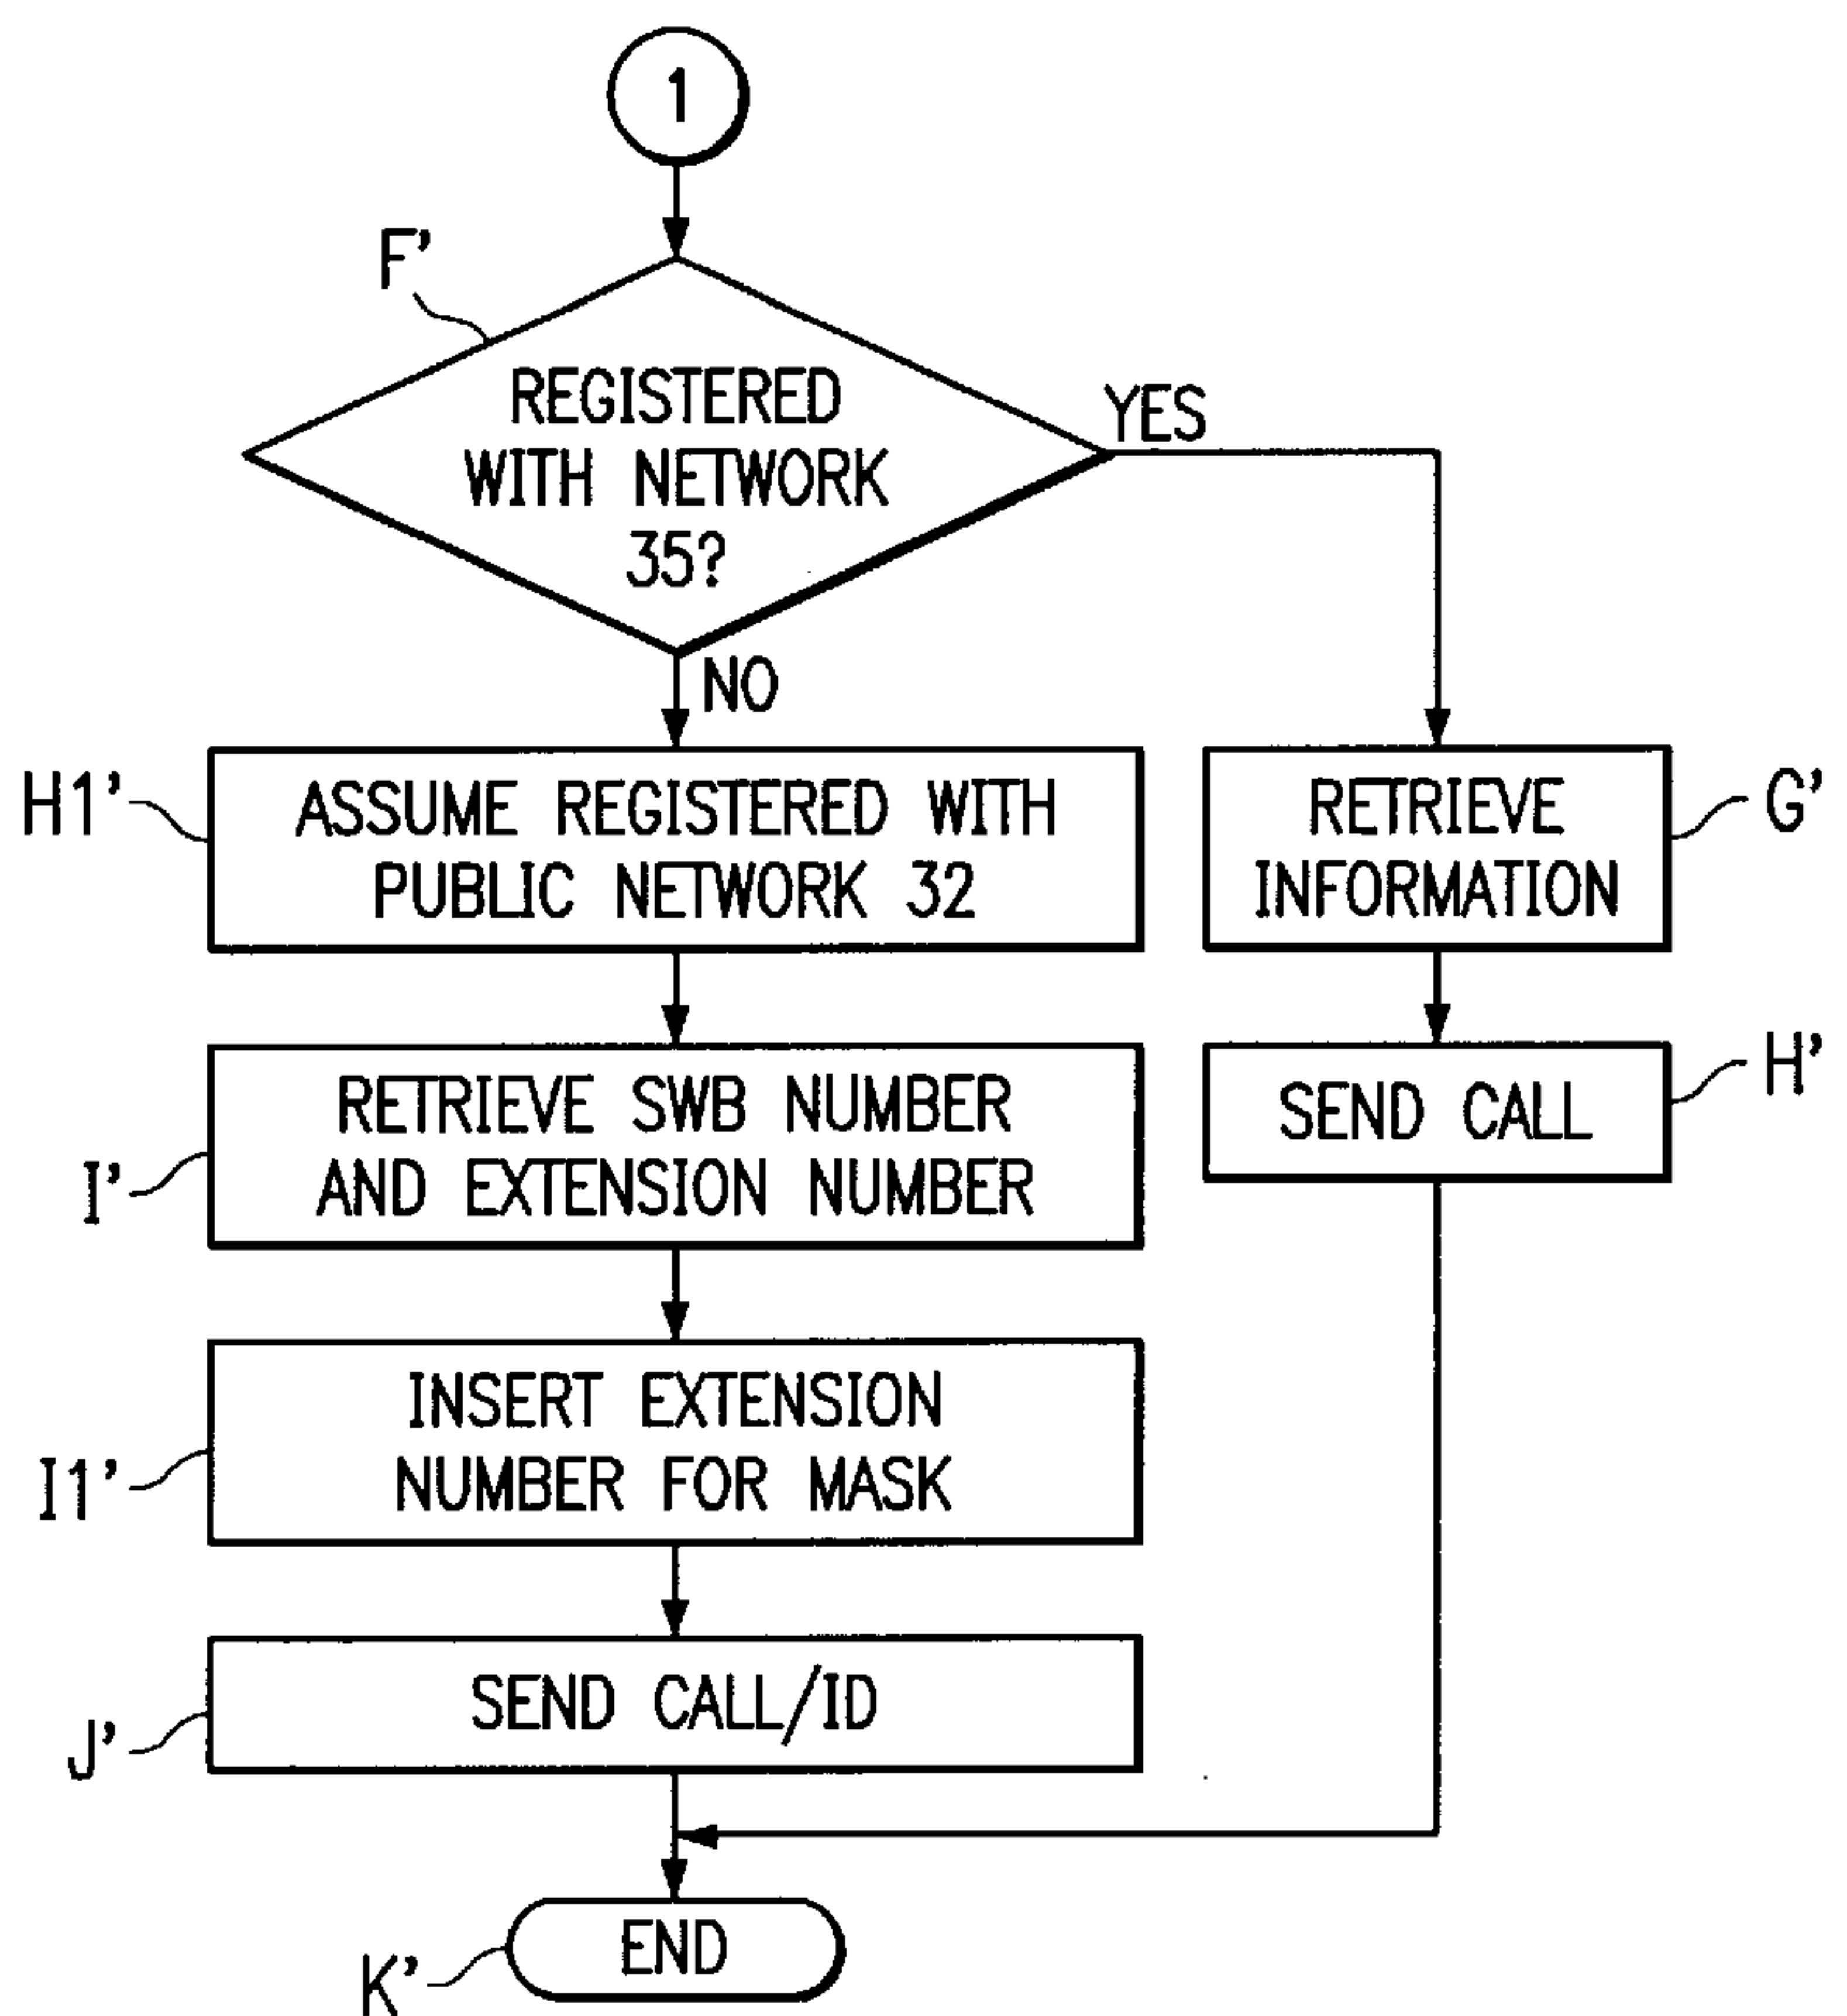 1
F'
REGISTERED
WITH NETWORK
35?
YES
NO
H1'
ASSUME REGISTERED WITH
PUBLIC NETWORK 32
RETRIEVE
INFORMATION
G'
I'
RETRIEVE SWB NUMBER
AND EXTENSION NUMBER
SEND CALL
H'
I1'
INSERT EXTENSION
NUMBER FOR MASK
J'
SEND CALL/ID
K'
END